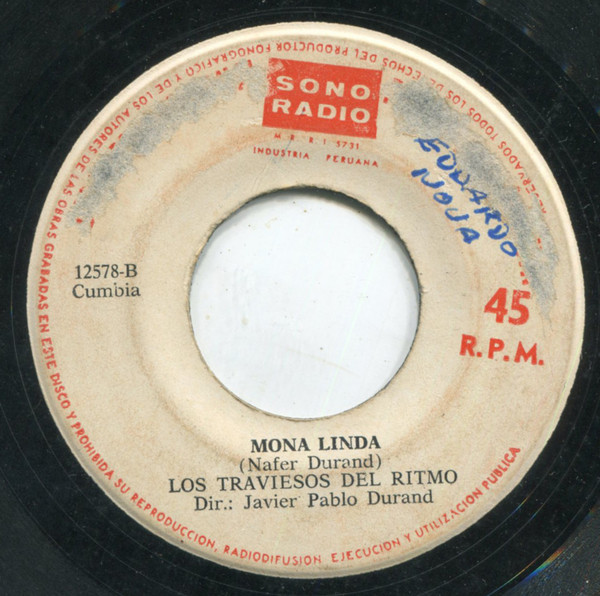 SONO
RADIO
M. R. R. I. 5731
INDUSTRIA PERUANA
EDUARDO
12578-B
Cumbia
45
R.P.M.
MONA LINDA
(Nafer Durand)
LOS TRAVIESOS DEL RITMO
Dir.: Javier Pablo Durand
RESERVADOS TODOS LOS DERECHOS DEL PRODUCTOR FONOGRAFICO Y DE LOS AUTORES DE LAS OBRAS GRABADAS EN ESTE DISCO Y PROHIBIDA SU REPRODUCCION, RADIODIFUSION EJECUCION Y UTILIZACION PUBLICA